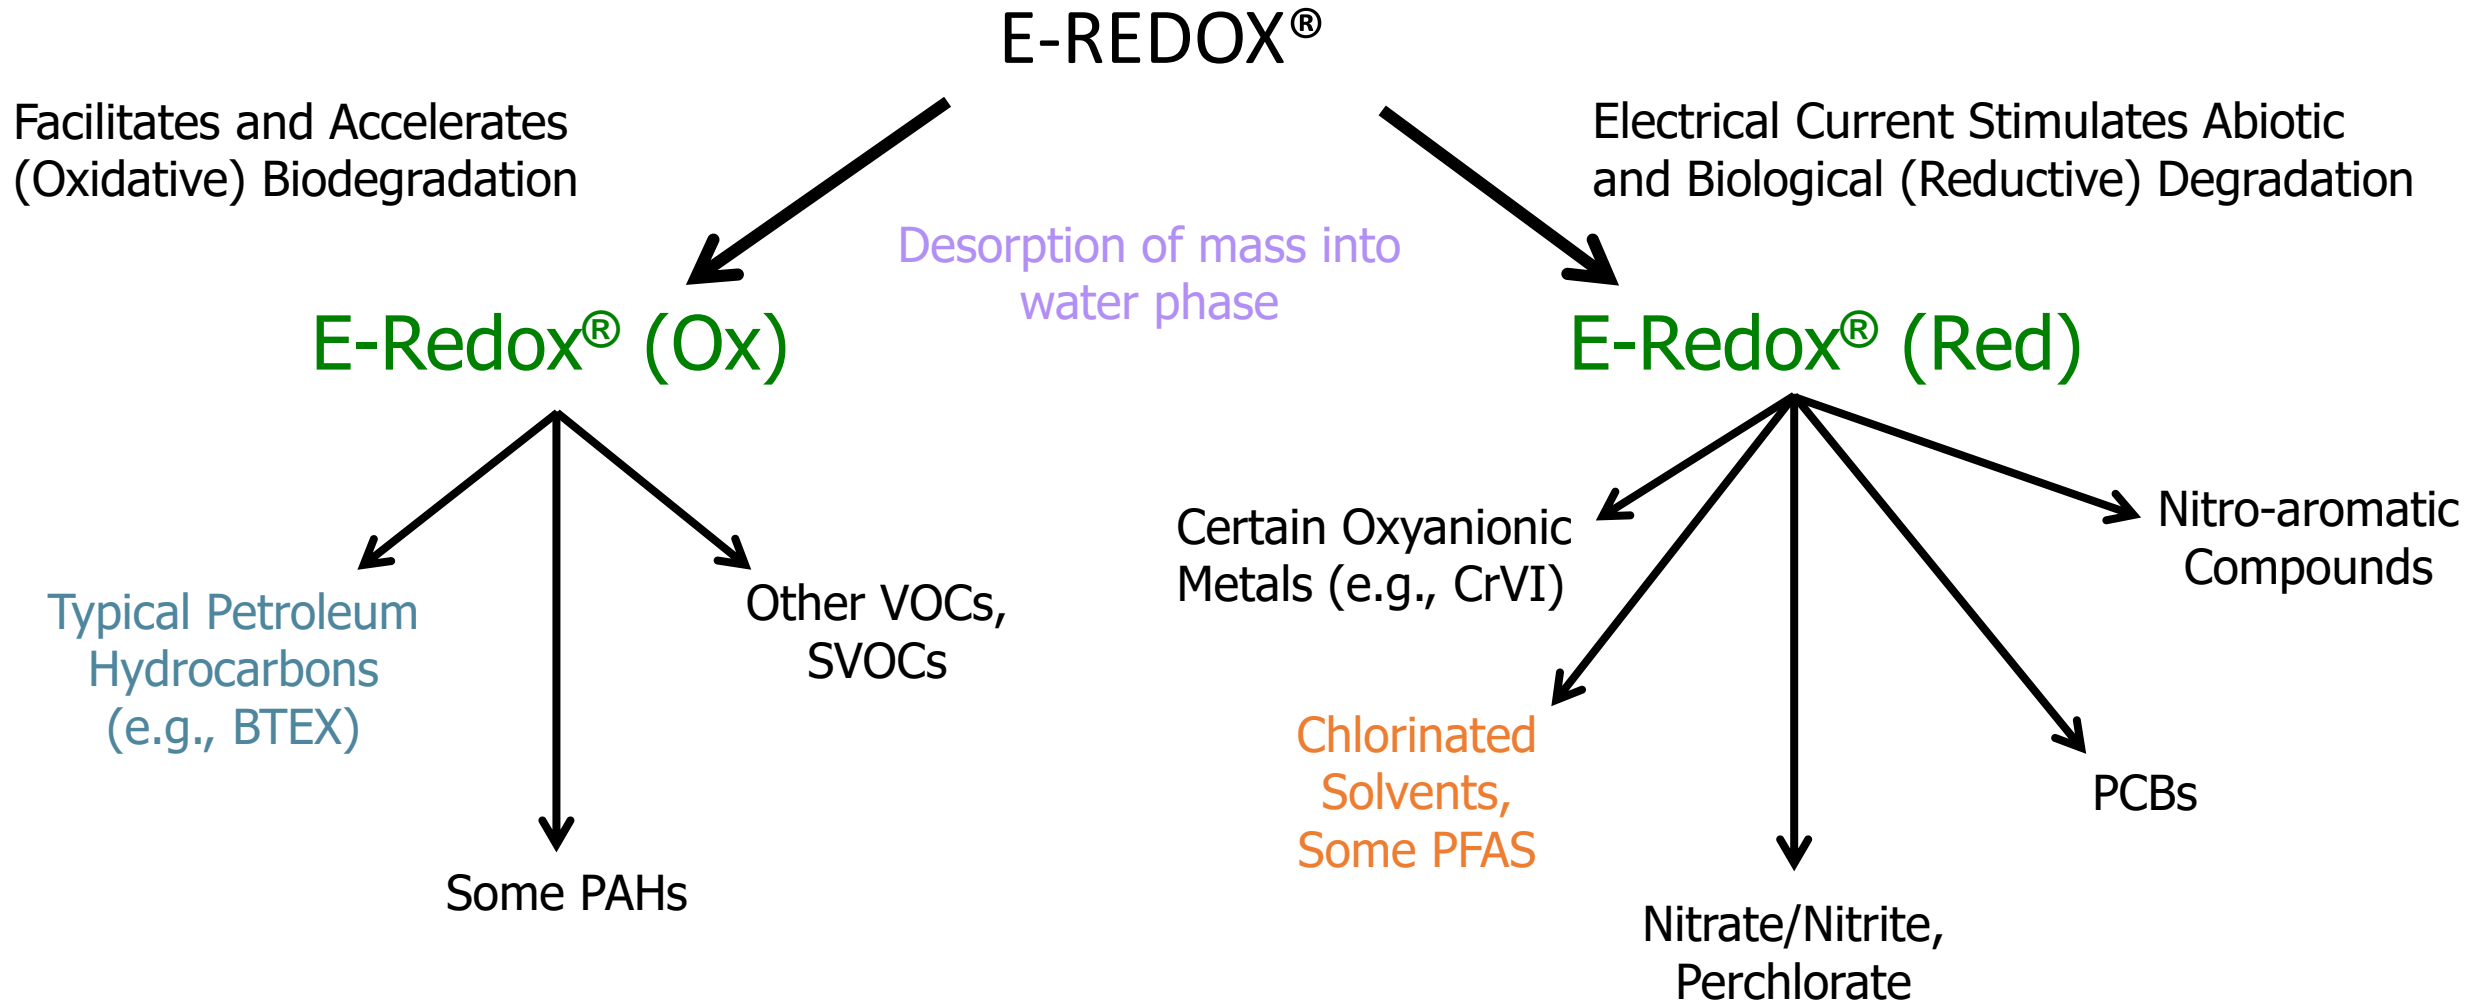 E-REDOX®
Facilitates and Accelerates
(Oxidative) Biodegradation
Electrical Current Stimulates Abiotic
and Biological (Reductive) Degradation
Desorption of mass into
water phase
E-Redox® (Ox)
E-Redox® (Red)
Typical Petroleum
Hydrocarbons
(e.g., BTEX)
Some PAHs
Other VOCs,
SVOCs
Certain Oxyanionic
Metals (e.g., CrVI)
Chlorinated
Solvents,
Some PFAS
Nitrate/Nitrite,
Perchlorate
PCBs
Nitro-aromatic
Compounds